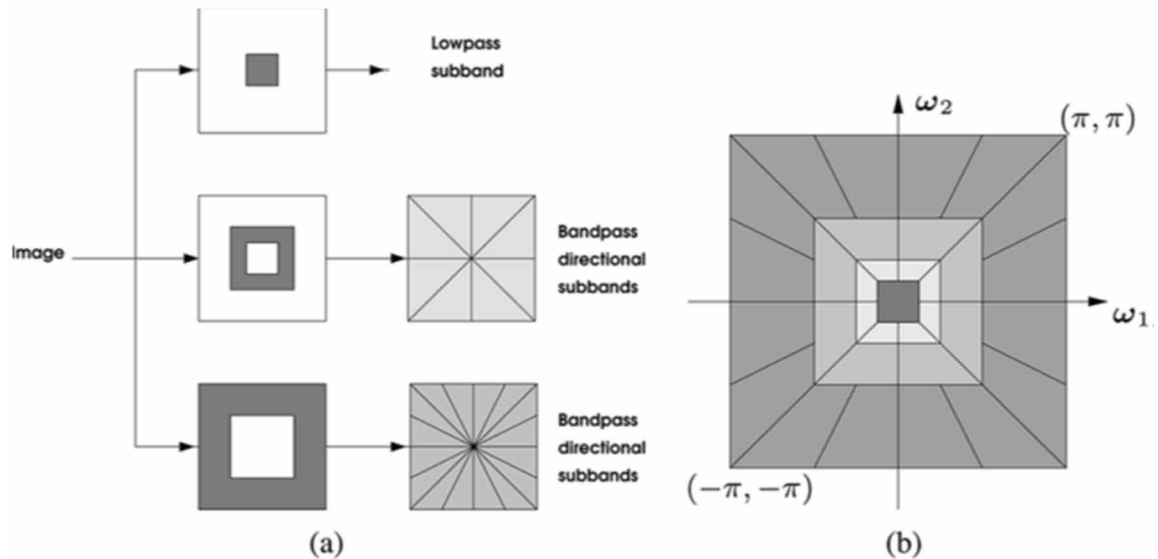 Lowpass
subband
Image
Bandpass
directional
subbands
Bandpass
directional
subbands
(a)
ω₂
(π, π)
ω₁.
(−π, −π)
(b)